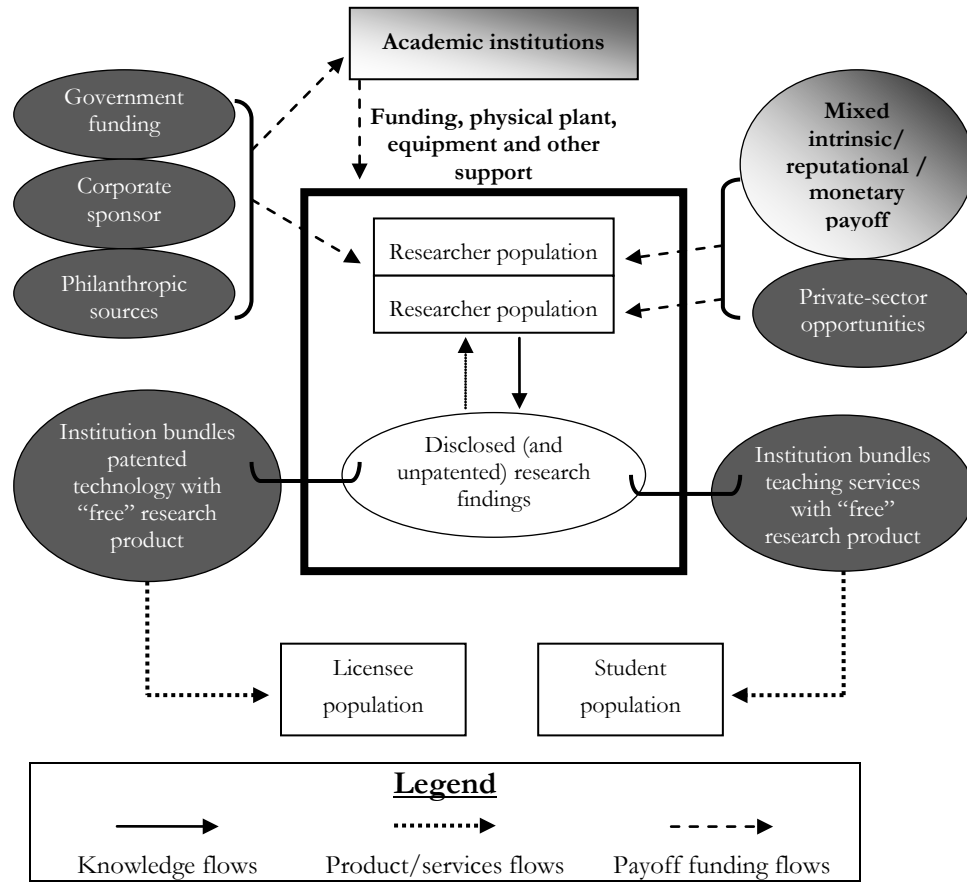 Academic institutions
Government
funding
Corporate
sponsor
Philanthropic
sources
Funding, physical plant,
equipment and other
support
Mixed
intrinsic/
reputational /
monetary
payoff
Private-sector
opportunities
Researcher population
Researcher population
Institution bundles
patented
technology with
“free” research
product
Disclosed (and
unpatented) research
findings
Institution bundles
teaching services
with “free”
research product
Licensee
population
Student
population
Legend
Knowledge flows
Product/services flows
Payoff funding flows